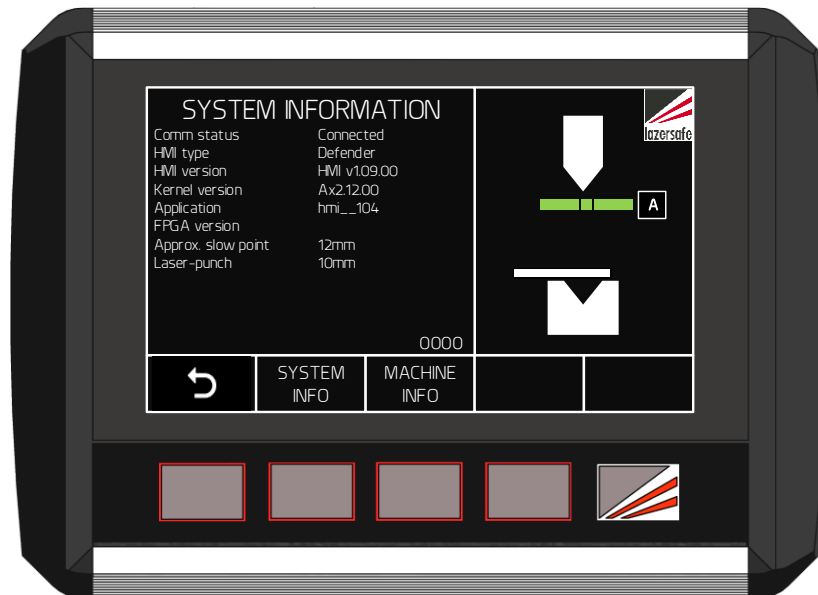 SYSTEM INFORMATION
Comm status Connected
HMI type Defender
HMI version HMI v1.09.00
Kernel version Ax2.12.00
Application hmi__104
FPGA version
Approx. slow point 12mm
Laser-punch 10mm
0000
lazersafe
A
SYSTEM
INFO
MACHINE
INFO